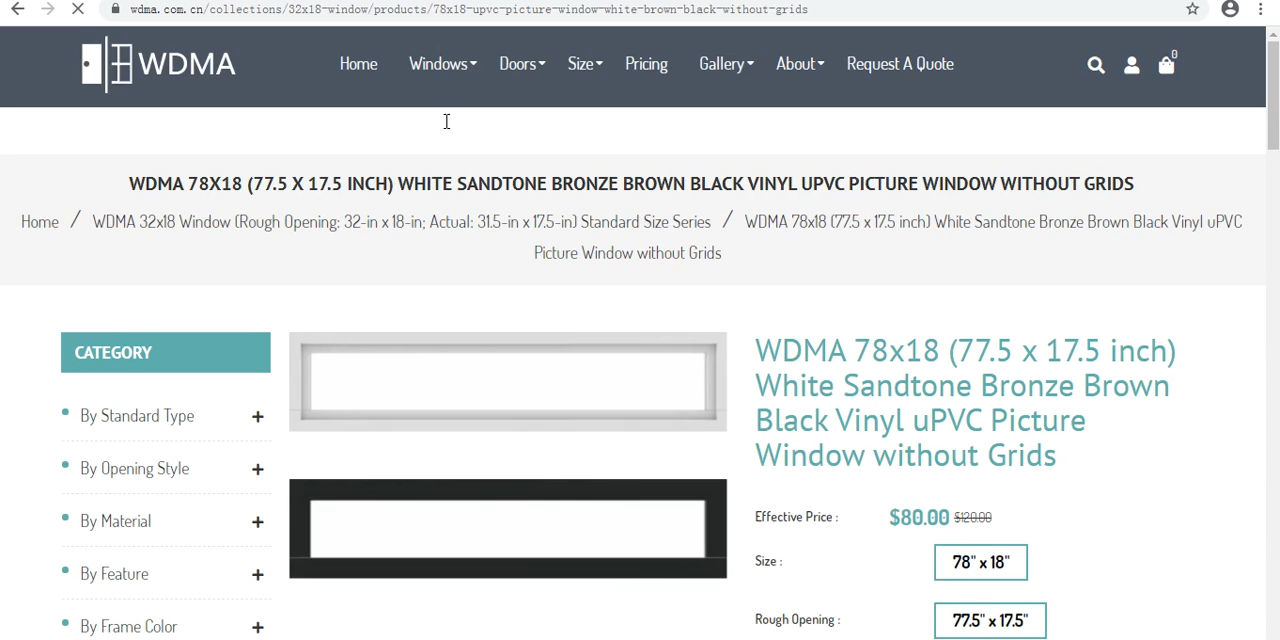 wdma.com.cn/collections/32x18-window/products/78x18-upvc-picture-window-white-brown-black-without-grids
WDMA
Home Windows Doors Size Pricing Gallery About Request A Quote
0
WDMA 78X18 (77.5 X 17.5 INCH) WHITE SANDTONE BRONZE BROWN BLACK VINYL UPVC PICTURE WINDOW WITHOUT GRIDS
Home / WDMA 32x18 Window (Rough Opening: 32-in x 18-in; Actual: 31.5-in x 17.5-in) Standard Size Series / WDMA 78x18 (77.5 x 17.5 inch) White Sandtone Bronze Brown Black Vinyl uPVC
Picture Window without Grids
CATEGORY
By Standard Type +
By Opening Style +
By Material +
By Feature +
By Frame Color +
WDMA 78x18 (77.5 x 17.5 inch)
White Sandtone Bronze Brown
Black Vinyl uPVC Picture
Window without Grids
Effective Price : $80.00 $120.00
Size : 78" x 18"
Rough Opening : 77.5" x 17.5"